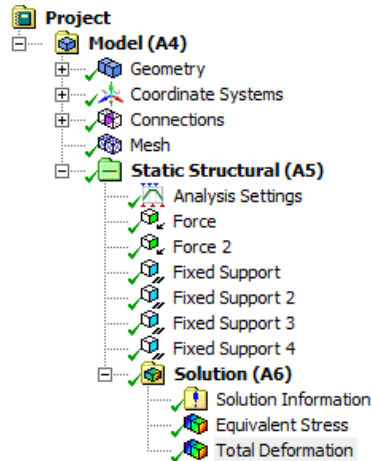 Project
Model (A4)
Geometry
Coordinate Systems
Connections
Mesh
Static Structural (A5)
Analysis Settings
Force
Force 2
Fixed Support
Fixed Support 2
Fixed Support 3
Fixed Support 4
Solution (A6)
Solution Information
Equivalent Stress
Total Deformation